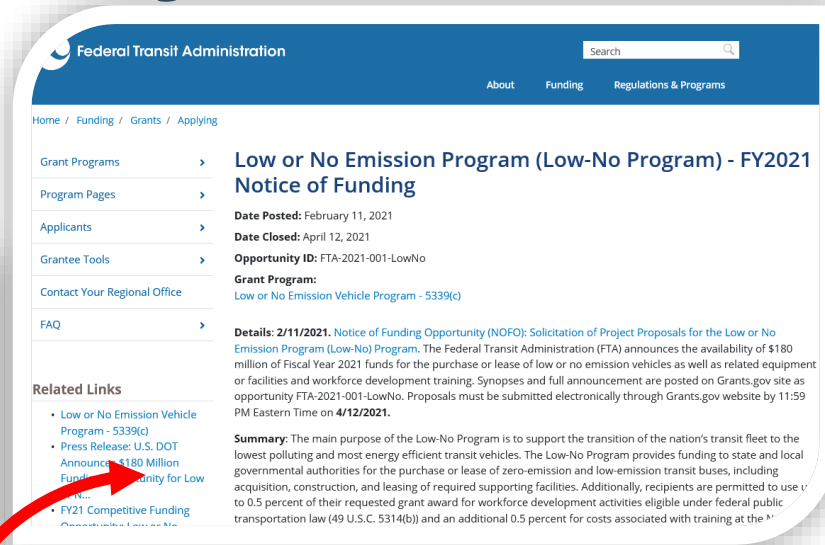 Federal Transit Administration
Search
About Funding Regulations & Programs
Home / Funding / Grants / Applying
Grant Programs
Program Pages
Applicants
Grantee Tools
Contact Your Regional Office
FAQ
Related Links
• Low or No Emission Vehicle
Program - 5339(c)
• Press Release: U.S. DOT
Announces $180 Million
Low
N...
• FY21 Competitive Funding
Opportunity: Low or No
Low or No Emission Program (Low-No Program) - FY2021
Notice of Funding
Date Posted: February 11, 2021
Date Closed: April 12, 2021
Opportunity ID: FTA-2021-001-LowNo
Grant Program:
Low or No Emission Vehicle Program - 5339(c)
Details: 2/11/2021. Notice of Funding Opportunity (NOFO): Solicitation of Project Proposals for the Low or No
Emission Program (Low-No) Program. The Federal Transit Administration (FTA) announces the availability of $180
million of Fiscal Year 2021 funds for the purchase or lease of low or no emission vehicles as well as related equipment
or facilities and workforce development training. Synopses and full announcement are posted on Grants.gov site as
opportunity FTA-2021-001-LowNo. Proposals must be submitted electronically through Grants.gov website by 11:59
PM Eastern Time on 4/12/2021.
Summary: The main purpose of the Low-No Program is to support the transition of the nation's transit fleet to the
lowest polluting and most energy efficient transit vehicles. The Low-No Program provides funding to state and local
governmental authorities for the purchase or lease of zero-emission and low-emission transit buses, including
acquisition, construction, and leasing of required supporting facilities. Additionally, recipients are permitted to use
to 0.5 percent of their requested grant award for workforce development activities eligible under federal public
transportation law (49 U.S.C. 5314(b)) and an additional 0.5 percent for costs associated with training at the